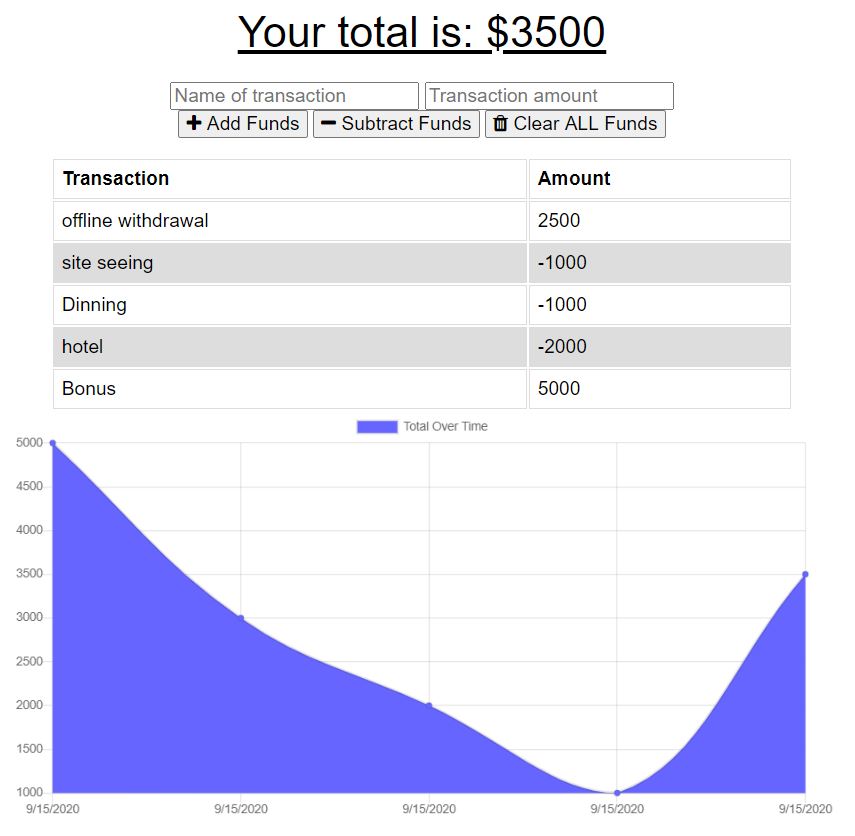 Your total is: $3500
Name of transaction Transaction amount
Add Funds Subtract Funds Clear ALL Funds
Transaction Amount
offline withdrawal 2500
site seeing -1000
Dinning -1000
hotel -2000
Bonus 5000
Total Over Time
5000
4500
4000
3500
3000
2500
2000
1500
1000
9/15/2020 9/15/2020 9/15/2020 9/15/2020 9/15/2020